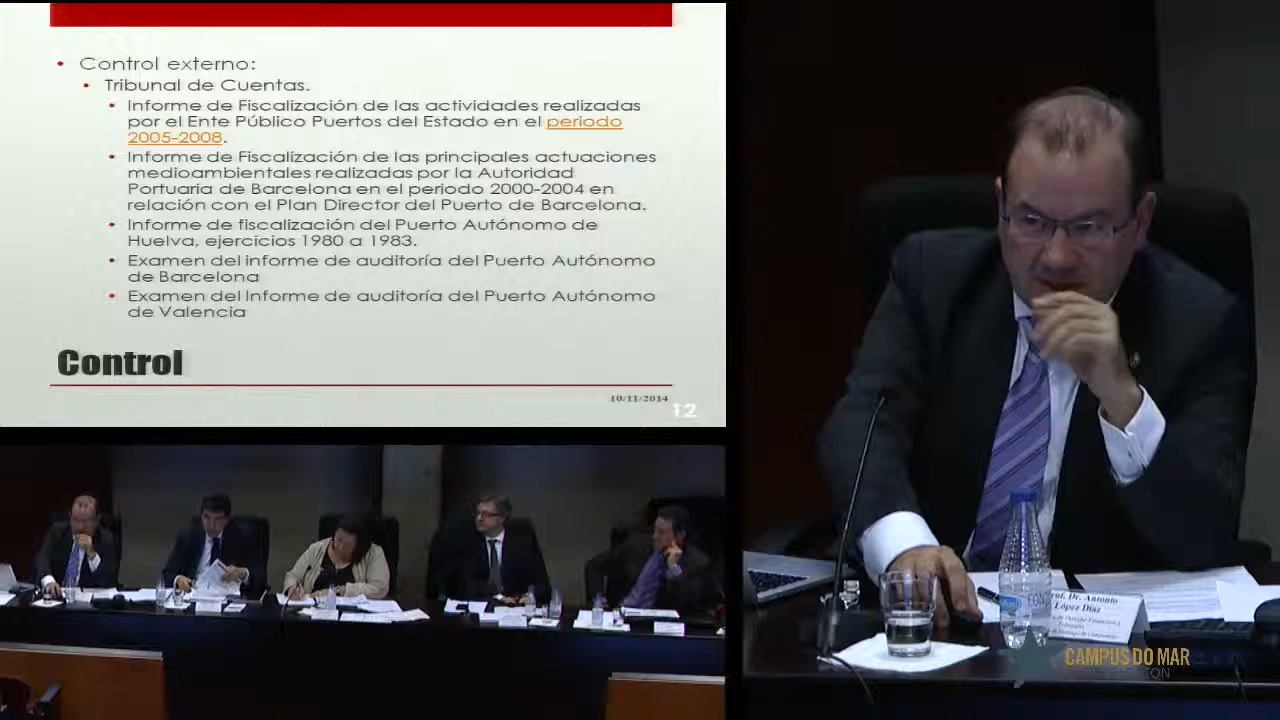 • Control externo:
• Tribunal de Cuentas.
• Informe de Fiscalización de las actividades realizadas
por el Ente Público Puertos del Estado en el periodo
2005-2008.
• Informe de Fiscalización de las principales actuaciones
medioambientales realizadas por la Autoridad
Portuaria de Barcelona en el periodo 2000-2004 en
relación con el Plan Director del Puerto de Barcelona.
• Informe de fiscalización del Puerto Autónomo de
Huelva, ejercicios 1980 a 1983.
• Examen del informe de auditoría del Puerto Autónomo
de Barcelona
• Examen del Informe de auditoría del Puerto Autónomo
de Valencia
Control
10/11/2014
12
Prof. Dr. Antonio
López Díaz
CAMPUS DO MAR